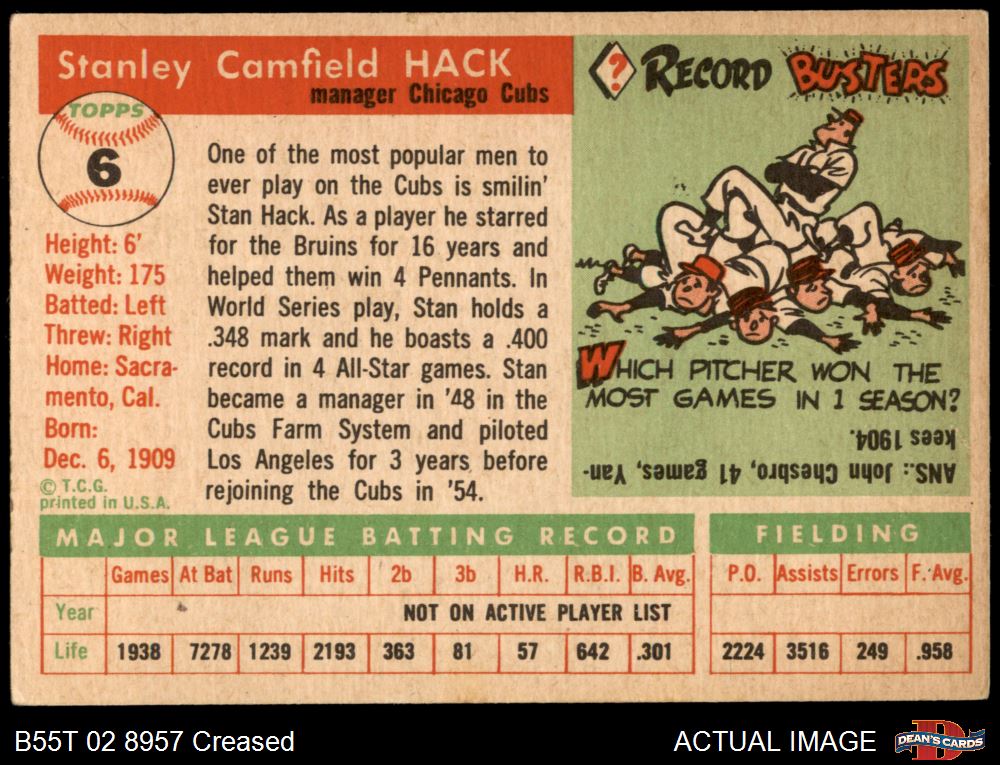 Stanley Camfield HACK
manager Chicago Cubs
TOPPS
6
Height: 6'
Weight: 175
Batted: Left
Threw: Right
Home: Sacra-
mento, Cal.
Born:
Dec. 6, 1909
© T.C.G.
printed in U.S.A.
One of the most popular men to
ever play on the Cubs is smilin'
Stan Hack. As a player he starred
for the Bruins for 16 years and
helped them win 4 Pennants. In
World Series play, Stan holds a
.348 mark and he boasts a .400
record in 4 All-Star games. Stan
became a manager in '48 in the
Cubs Farm System and piloted
Los Angeles for 3 years before
rejoining the Cubs in '54.
? RECORD BUSTERS
WHICH PITCHER WON THE
MOST GAMES IN 1 SEASON?
ANS.: John Chesbro, 41 games, Yan-
kees 1904.
MAJOR LEAGUE BATTING RECORD
Games At Bat Runs Hits 2b 3b H.R. R.B.I. B. Avg.
Year NOT ON ACTIVE PLAYER LIST
Life 1938 7278 1239 2193 363 81 57 642 .301
FIELDING
P.O. Assists Errors F. Avg.
2224 3516 249 .958
B55T 02 8957 Creased
ACTUAL IMAGE
D
DEAN'S CARDS